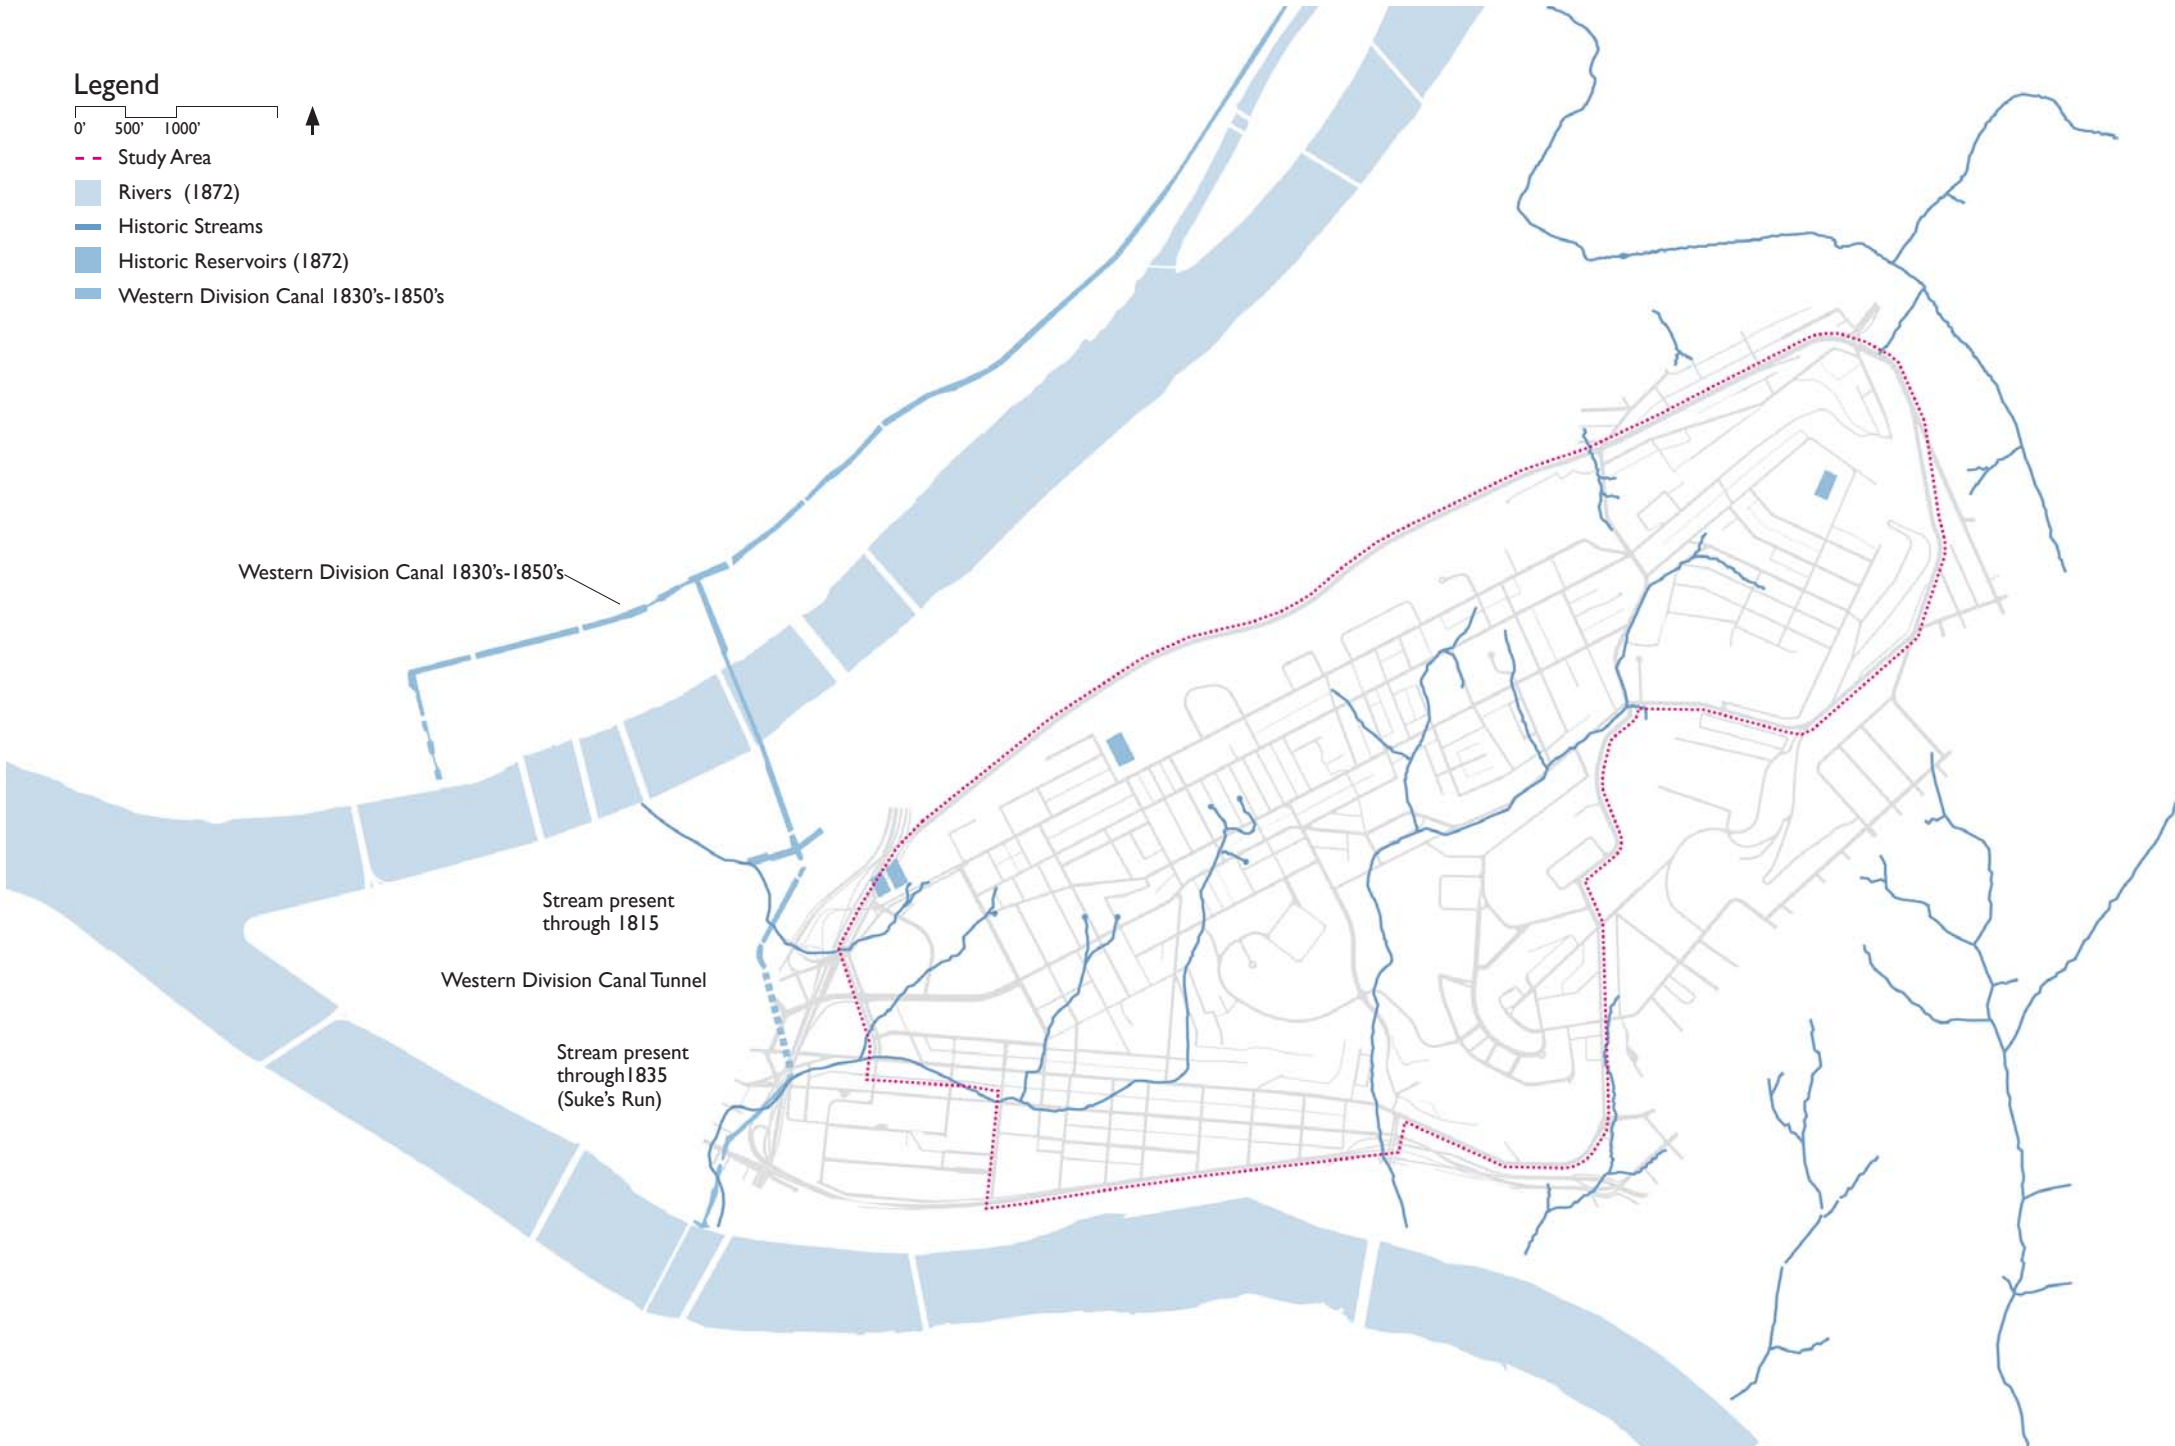 Legend
0' 500' 1000'
Study Area
Rivers (1872)
Historic Streams
Historic Reservoirs (1872)
Western Division Canal 1830's-1850's
Western Division Canal 1830's-1850's
Stream present
through 1815
Western Division Canal Tunnel
Stream present
through1835
(Suke's Run)